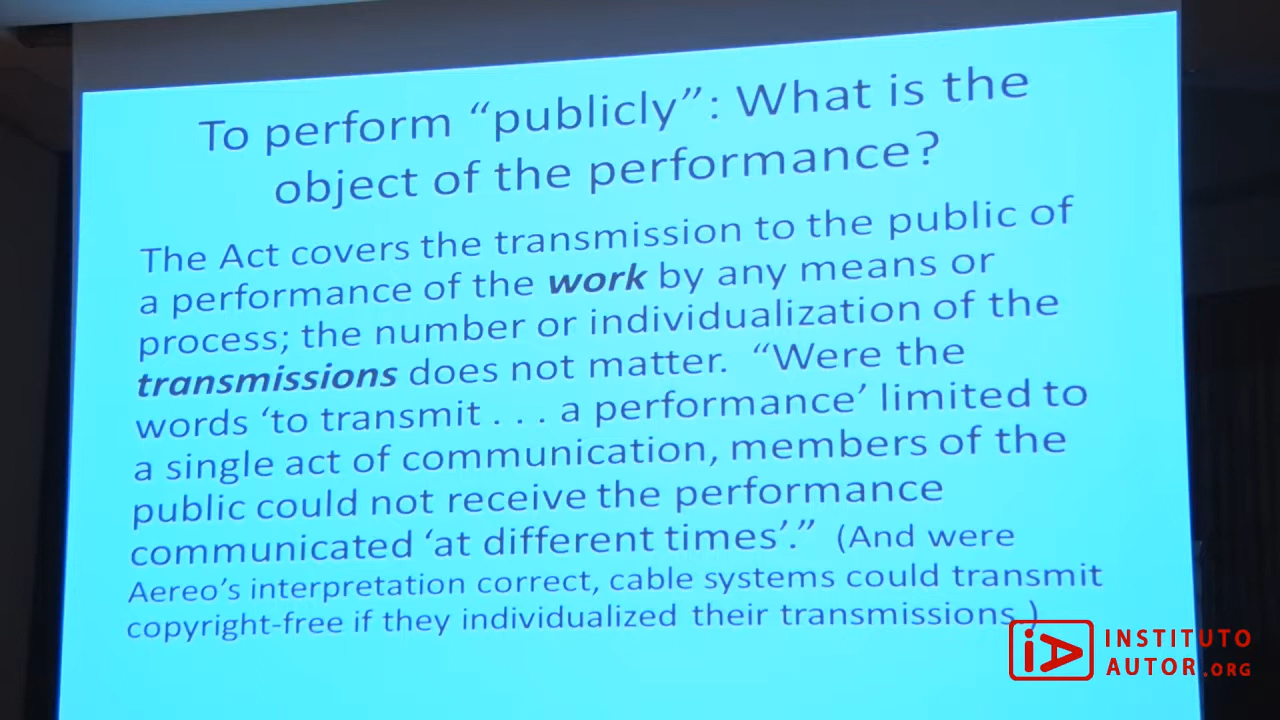 To perform “publicly”: What is the
object of the performance?
The Act covers the transmission to the public of
a performance of the work by any means or
process; the number or individualization of the
transmissions does not matter. “Were the
words ‘to transmit . . . a performance’ limited to
a single act of communication, members of the
public could not receive the performance
communicated ‘at different times’.” (And were
Aereo’s interpretation correct, cable systems could transmit
copyright-free if they individualized their transmissions.)
iA INSTITUTO
AUTOR.ORG